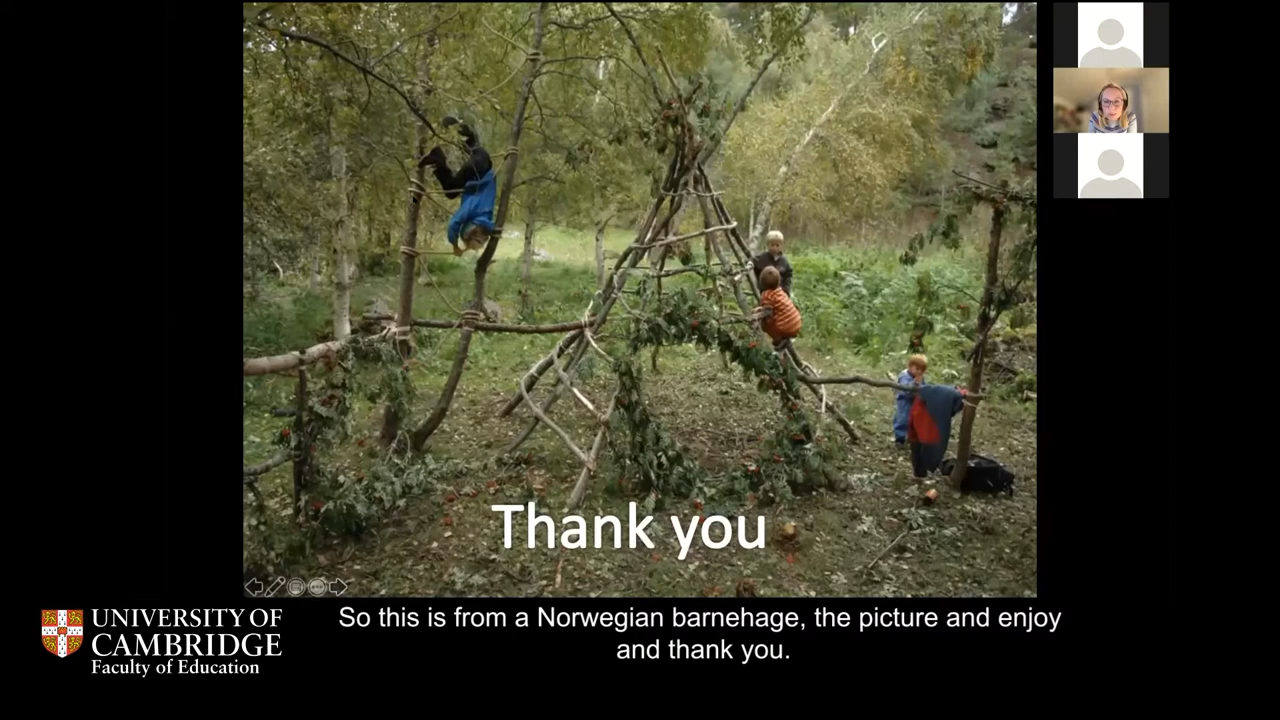 Thank you
UNIVERSITY OF
CAMBRIDGE
Faculty of Education
So this is from a Norwegian barnehage, the picture and enjoy
and thank you.